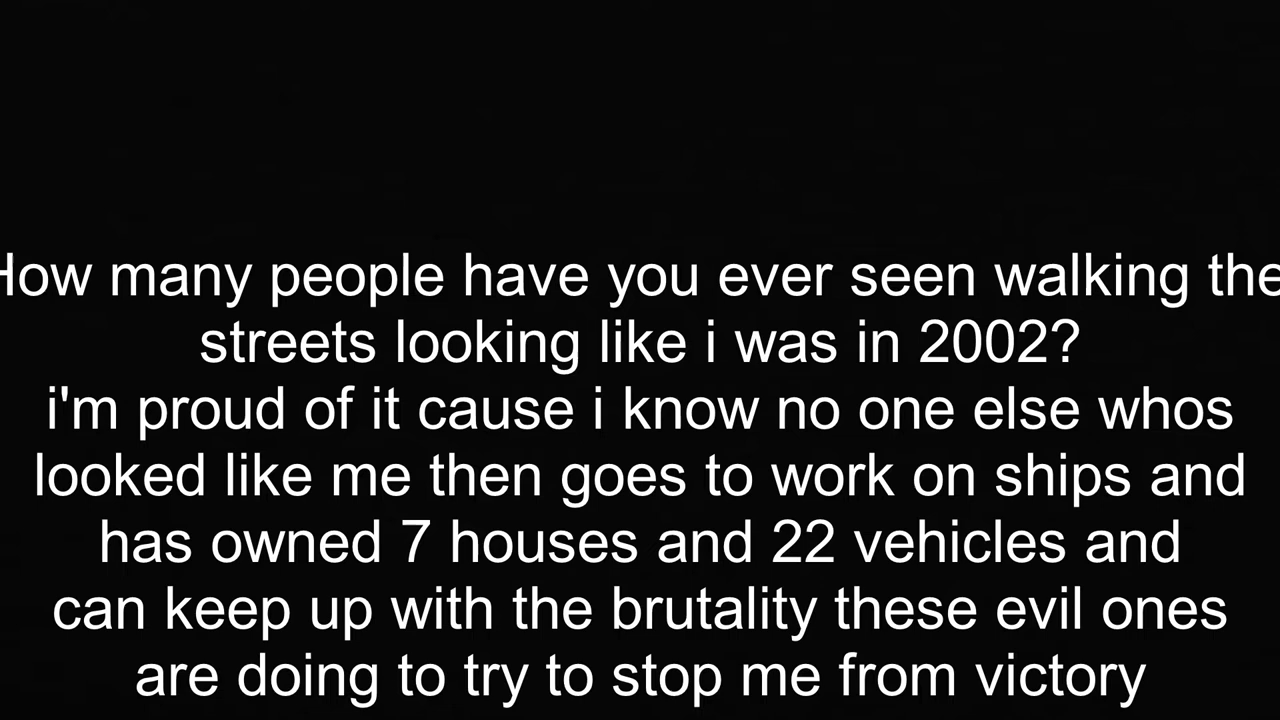 How many people have you ever seen walking the
streets looking like i was in 2002?
i'm proud of it cause i know no one else whos
looked like me then goes to work on ships and
has owned 7 houses and 22 vehicles and
can keep up with the brutality these evil ones
are doing to try to stop me from victory